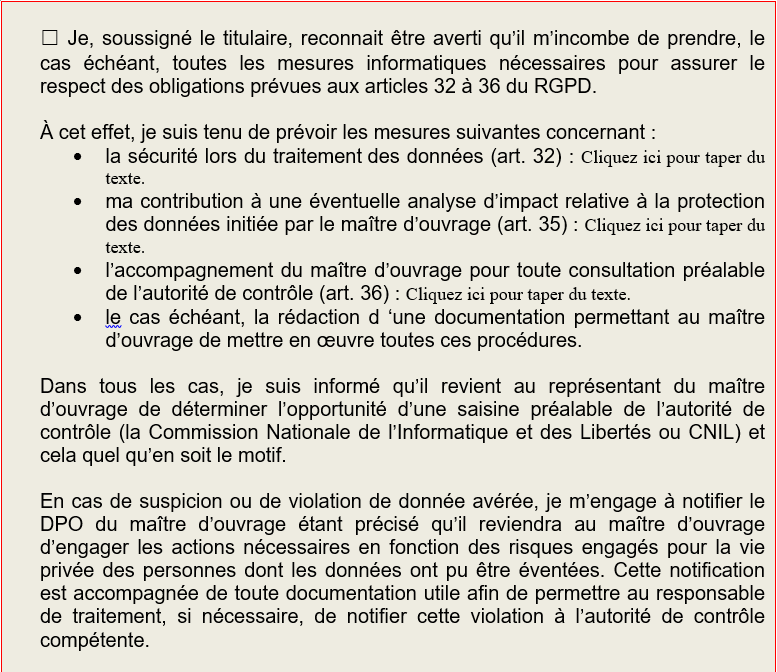 ☐ Je, soussigné le titulaire, reconnait être averti qu’il m’incombe de prendre, le
cas échéant, toutes les mesures informatiques nécessaires pour assurer le
respect des obligations prévues aux articles 32 à 36 du RGPD.
À cet effet, je suis tenu de prévoir les mesures suivantes concernant :
• la sécurité lors du traitement des données (art. 32) : Cliquez ici pour taper du
texte.
• ma contribution à une éventuelle analyse d’impact relative à la protection
des données initiée par le maître d’ouvrage (art. 35) : Cliquez ici pour taper du
texte.
• l’accompagnement du maître d’ouvrage pour toute consultation préalable
de l’autorité de contrôle (art. 36) : Cliquez ici pour taper du texte.
• le cas échéant, la rédaction d ‘une documentation permettant au maître
d’ouvrage de mettre en œuvre toutes ces procédures.
Dans tous les cas, je suis informé qu’il revient au représentant du maître
d’ouvrage de déterminer l’opportunité d’une saisine préalable de l’autorité de
contrôle (la Commission Nationale de l’Informatique et des Libertés ou CNIL) et
cela quel qu’en soit le motif.
En cas de suspicion ou de violation de donnée avérée, je m’engage à notifier le
DPO du maître d’ouvrage étant précisé qu’il reviendra au maître d’ouvrage
d’engager les actions nécessaires en fonction des risques engagés pour la vie
privée des personnes dont les données ont pu être éventées. Cette notification
est accompagnée de toute documentation utile afin de permettre au responsable
de traitement, si nécessaire, de notifier cette violation à l’autorité de contrôle
compétente.